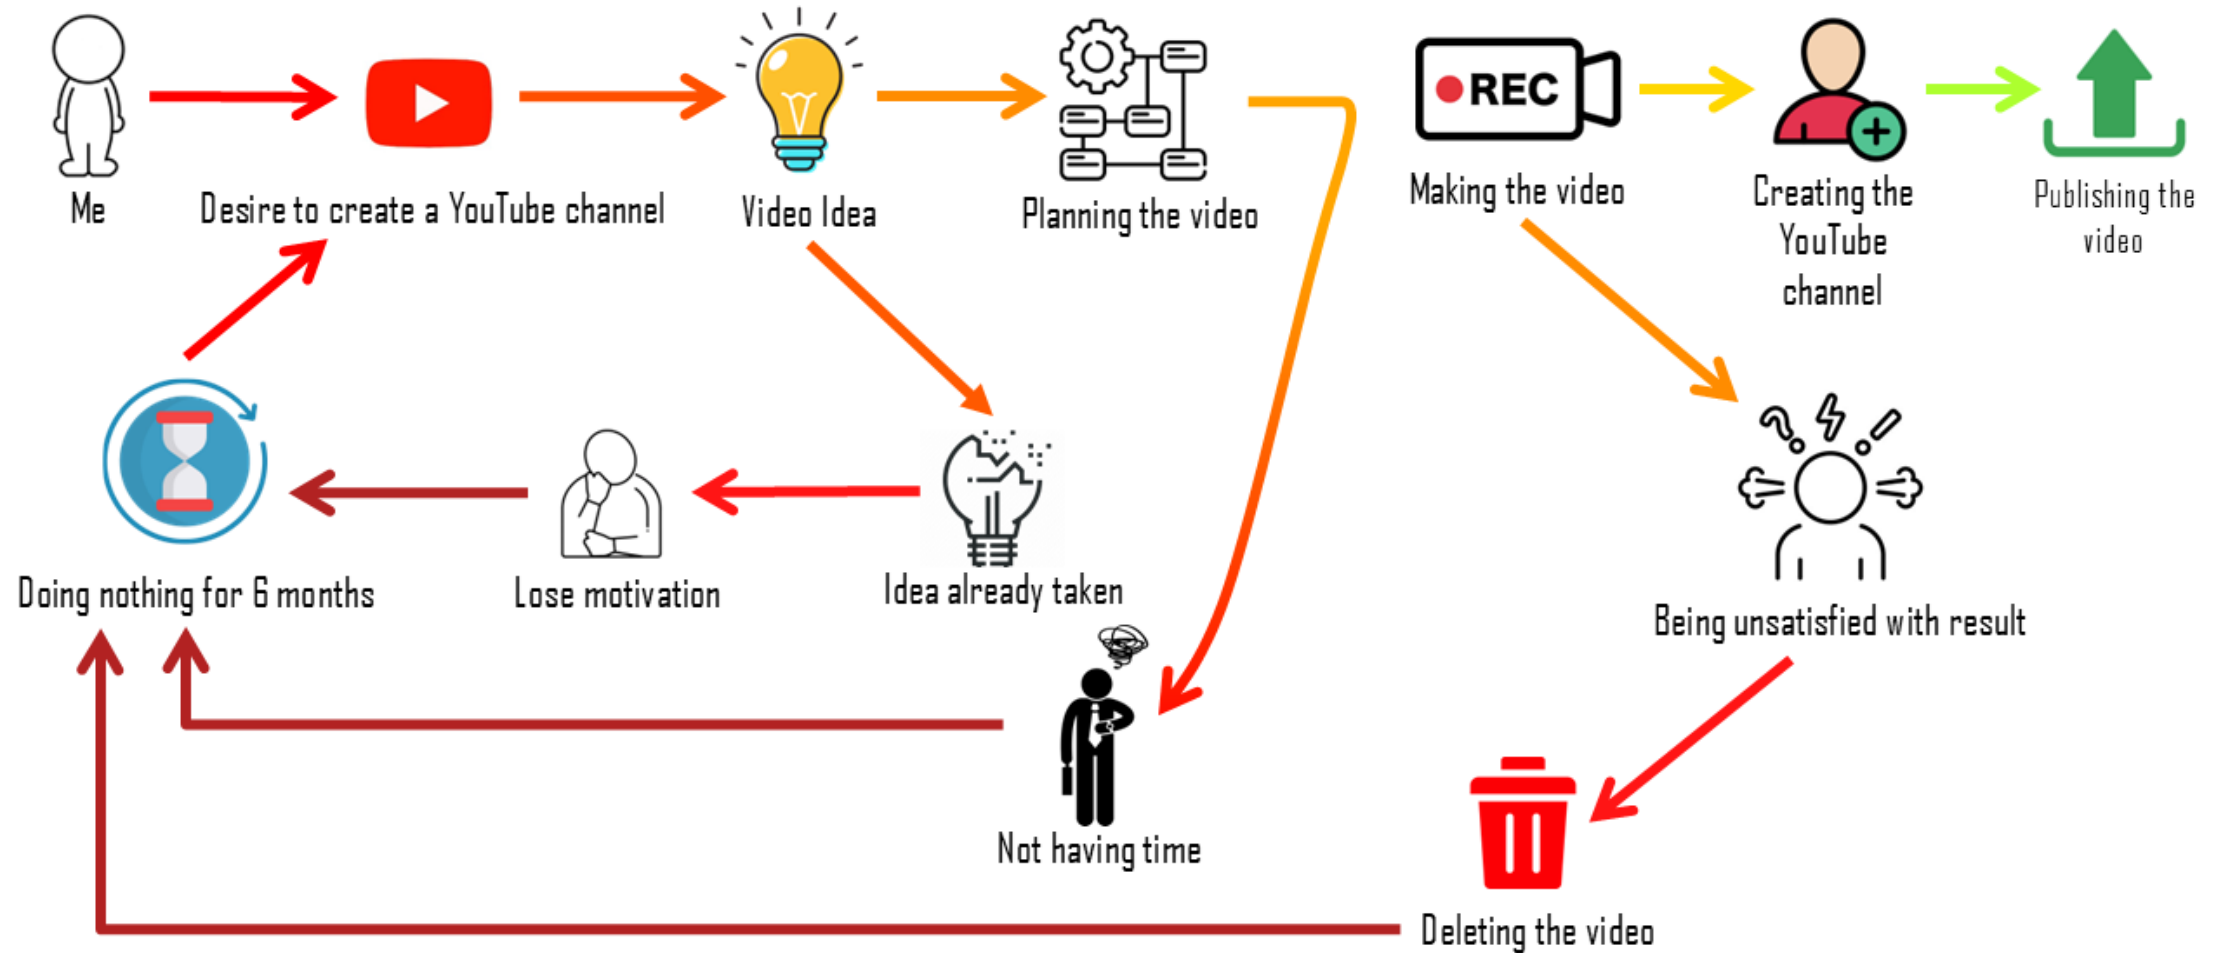 REC
Me
Desire to create a YouTube channel
Video Idea
Planning the video
Making the video
Creating the
YouTube
channel
Publishing the
video
Doing nothing for 6 months
Lose motivation
Idea already taken
Being unsatisfied with result
Not having time
Deleting the video